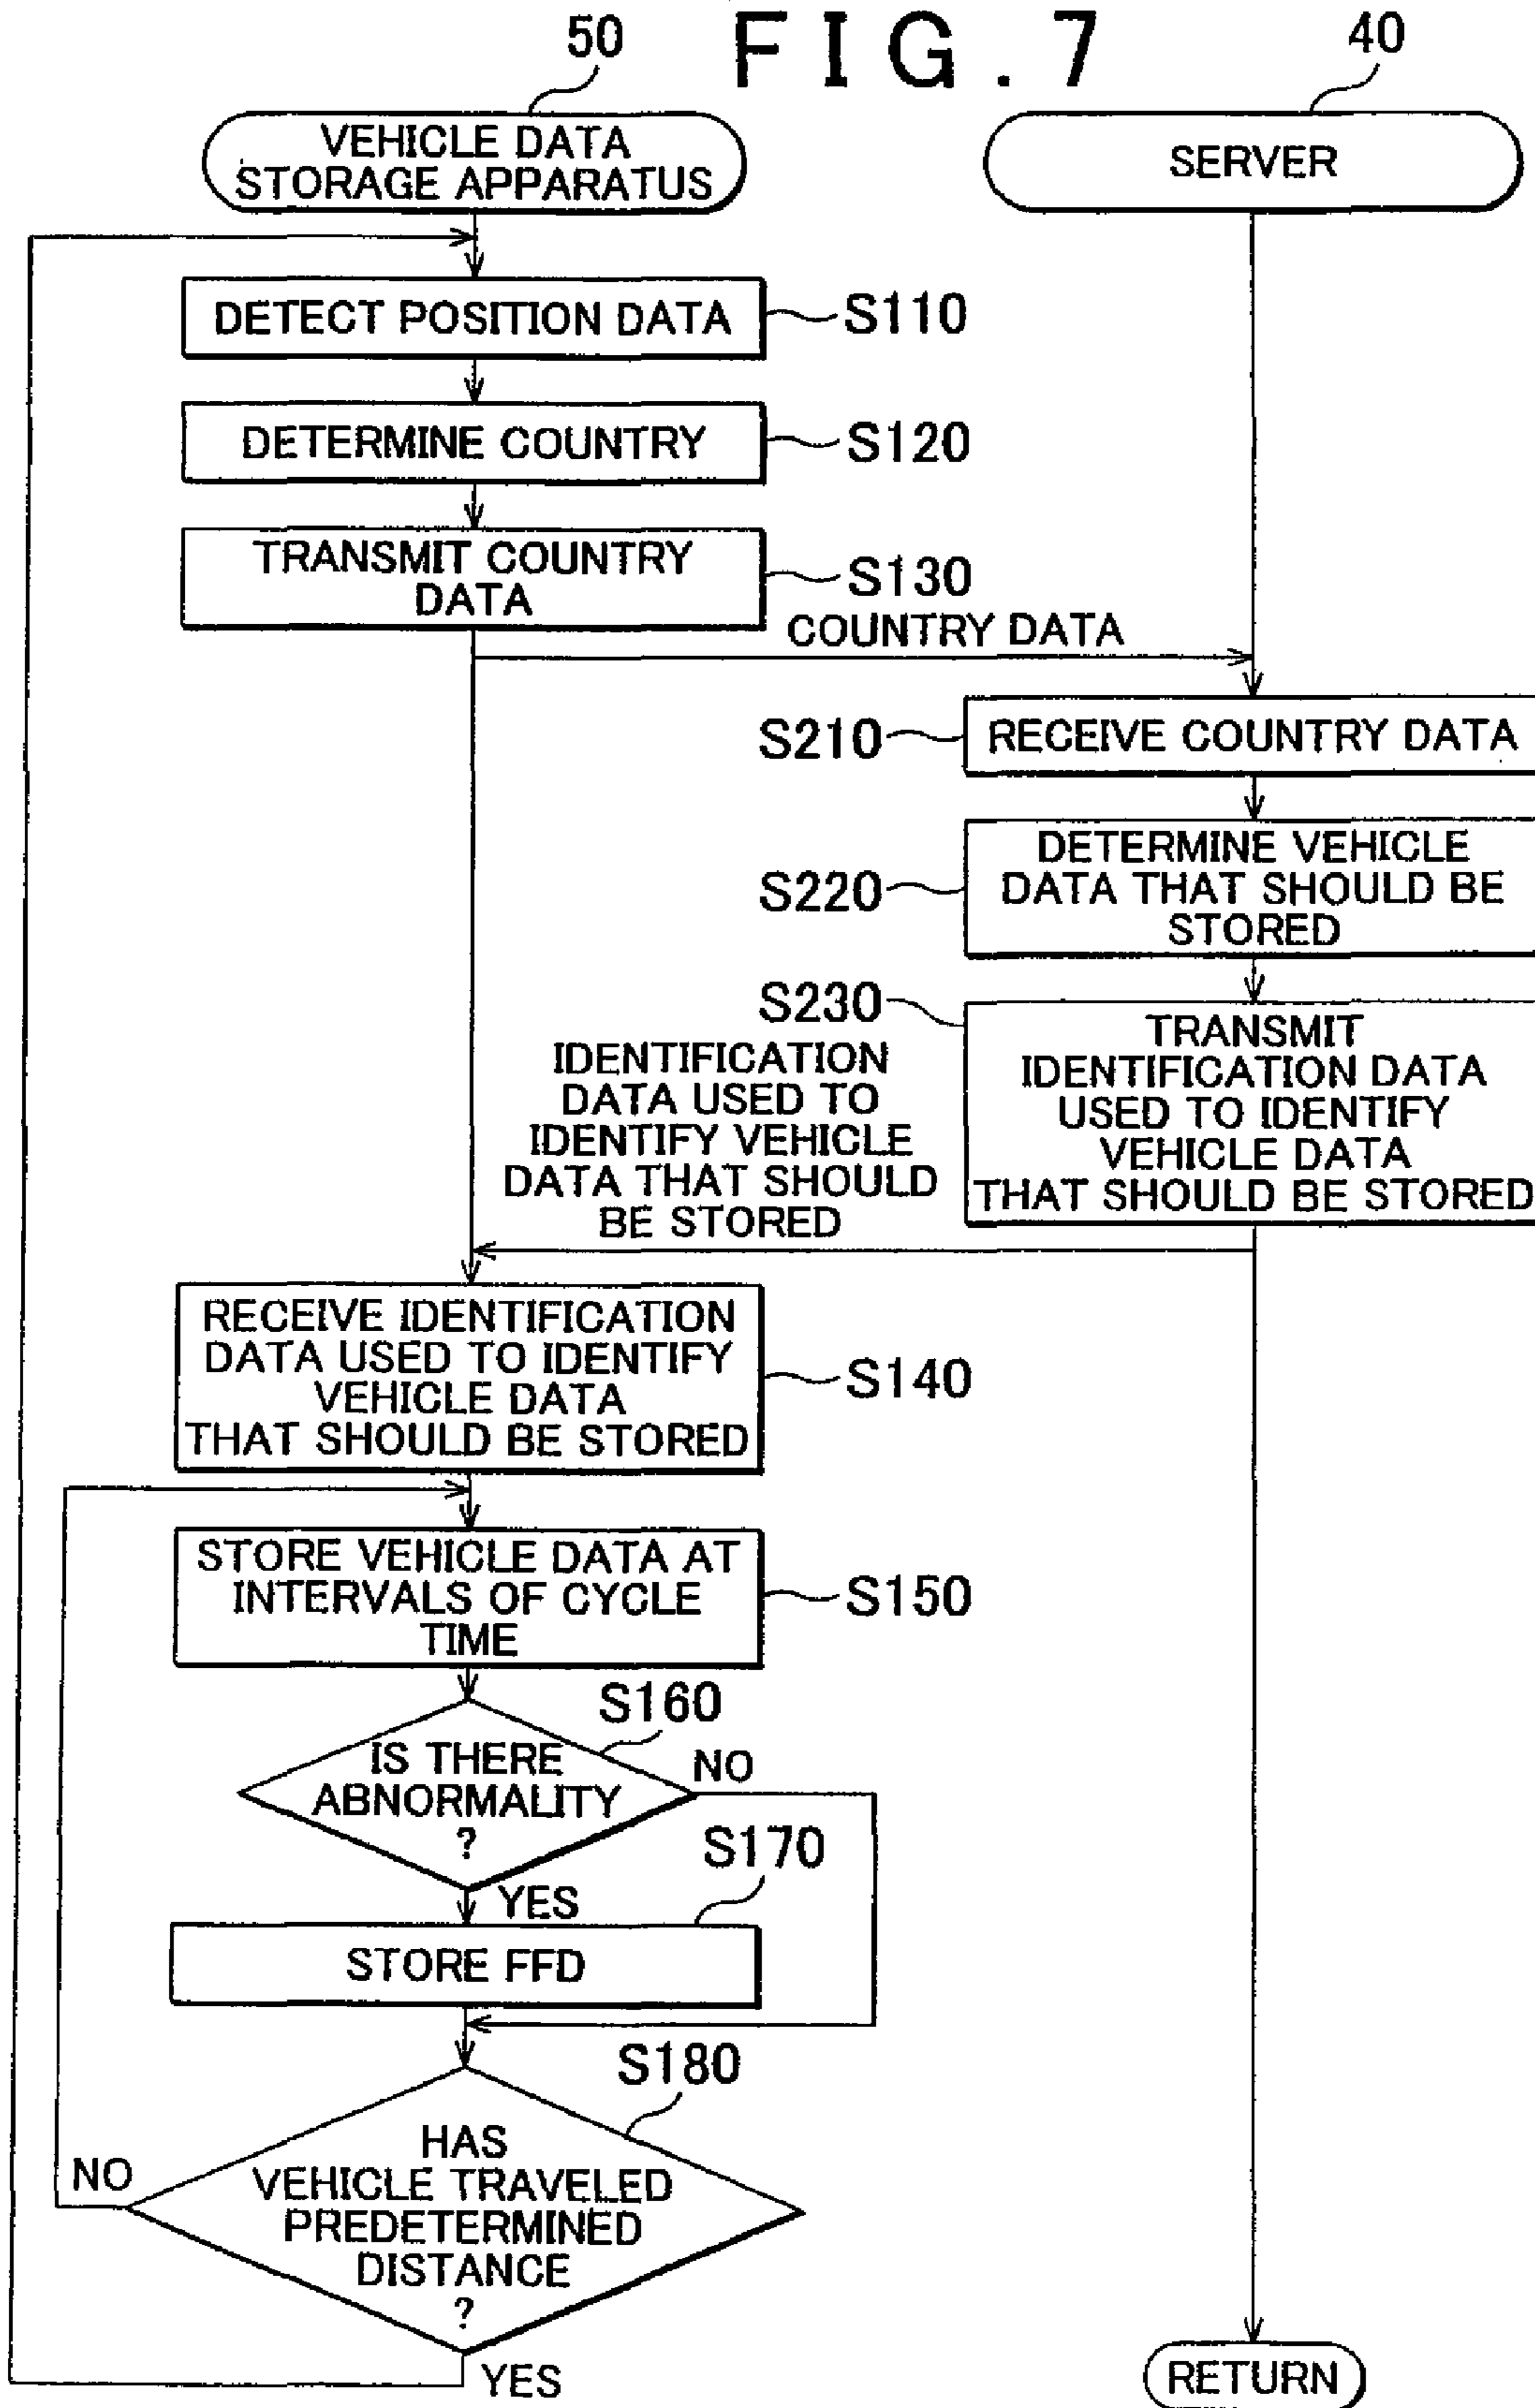 FIG. 7
50
40
VEHICLE DATA
STORAGE APPARATUS
SERVER
DETECT POSITION DATA
S110
DETERMINE COUNTRY
S120
TRANSMIT COUNTRY
DATA
S130
COUNTRY DATA
S210
RECEIVE COUNTRY DATA
S220
DETERMINE VEHICLE
DATA THAT SHOULD BE
STORED
S230
TRANSMIT
IDENTIFICATION DATA
USED TO IDENTIFY
VEHICLE DATA
THAT SHOULD BE STORED
IDENTIFICATION
DATA USED TO
IDENTIFY VEHICLE
DATA THAT SHOULD
BE STORED
RECEIVE IDENTIFICATION
DATA USED TO IDENTIFY
VEHICLE DATA
THAT SHOULD BE STORED
S140
STORE VEHICLE DATA AT
INTERVALS OF CYCLE
TIME
S150
S160
IS THERE
ABNORMALITY
?
NO
YES
S170
STORE FFD
S180
HAS
VEHICLE TRAVELED
PREDETERMINED
DISTANCE
?
NO
YES
RETURN